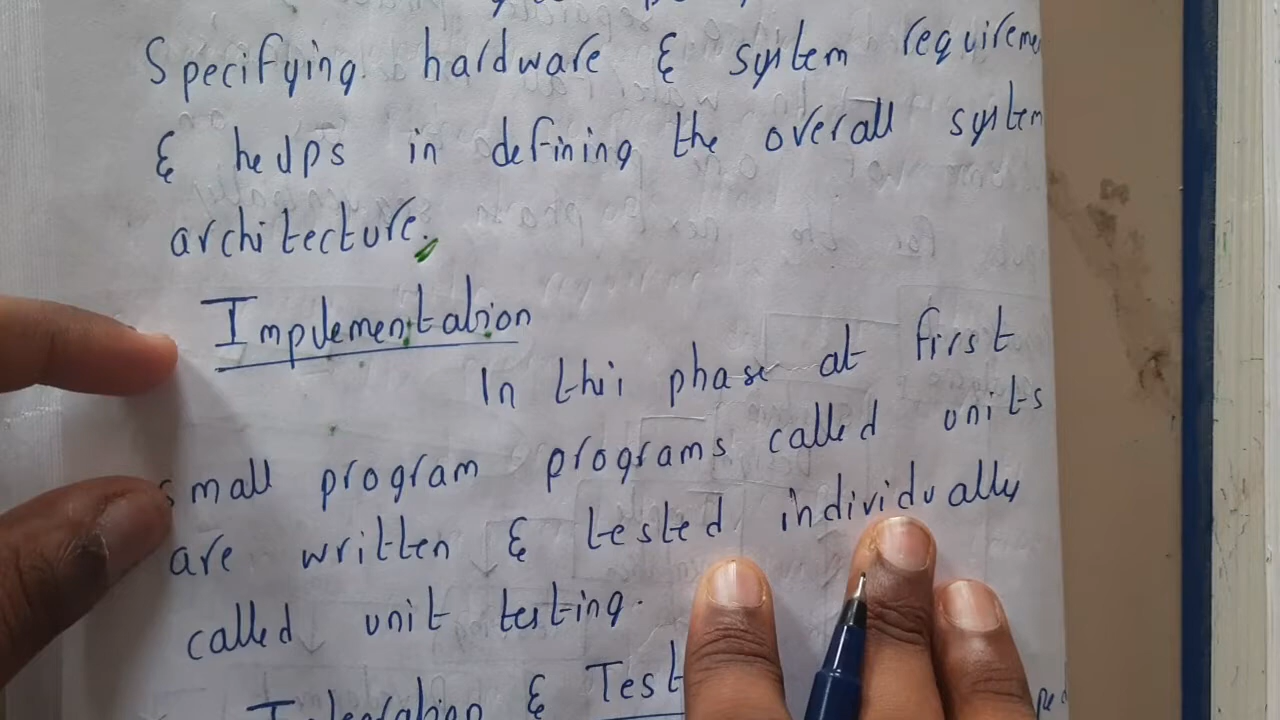 Specifying hardware & system requireme
& helps in defining the overall system
architecture.
Implementation
In this phase at first
small program programs called units
are written & tested individually
called unit testing.
& Test